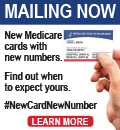 MAILING NOW
New Medicare
cards with
new numbers.
Find out when
to expect yours.
#NewCardNewNumber
LEARN MORE